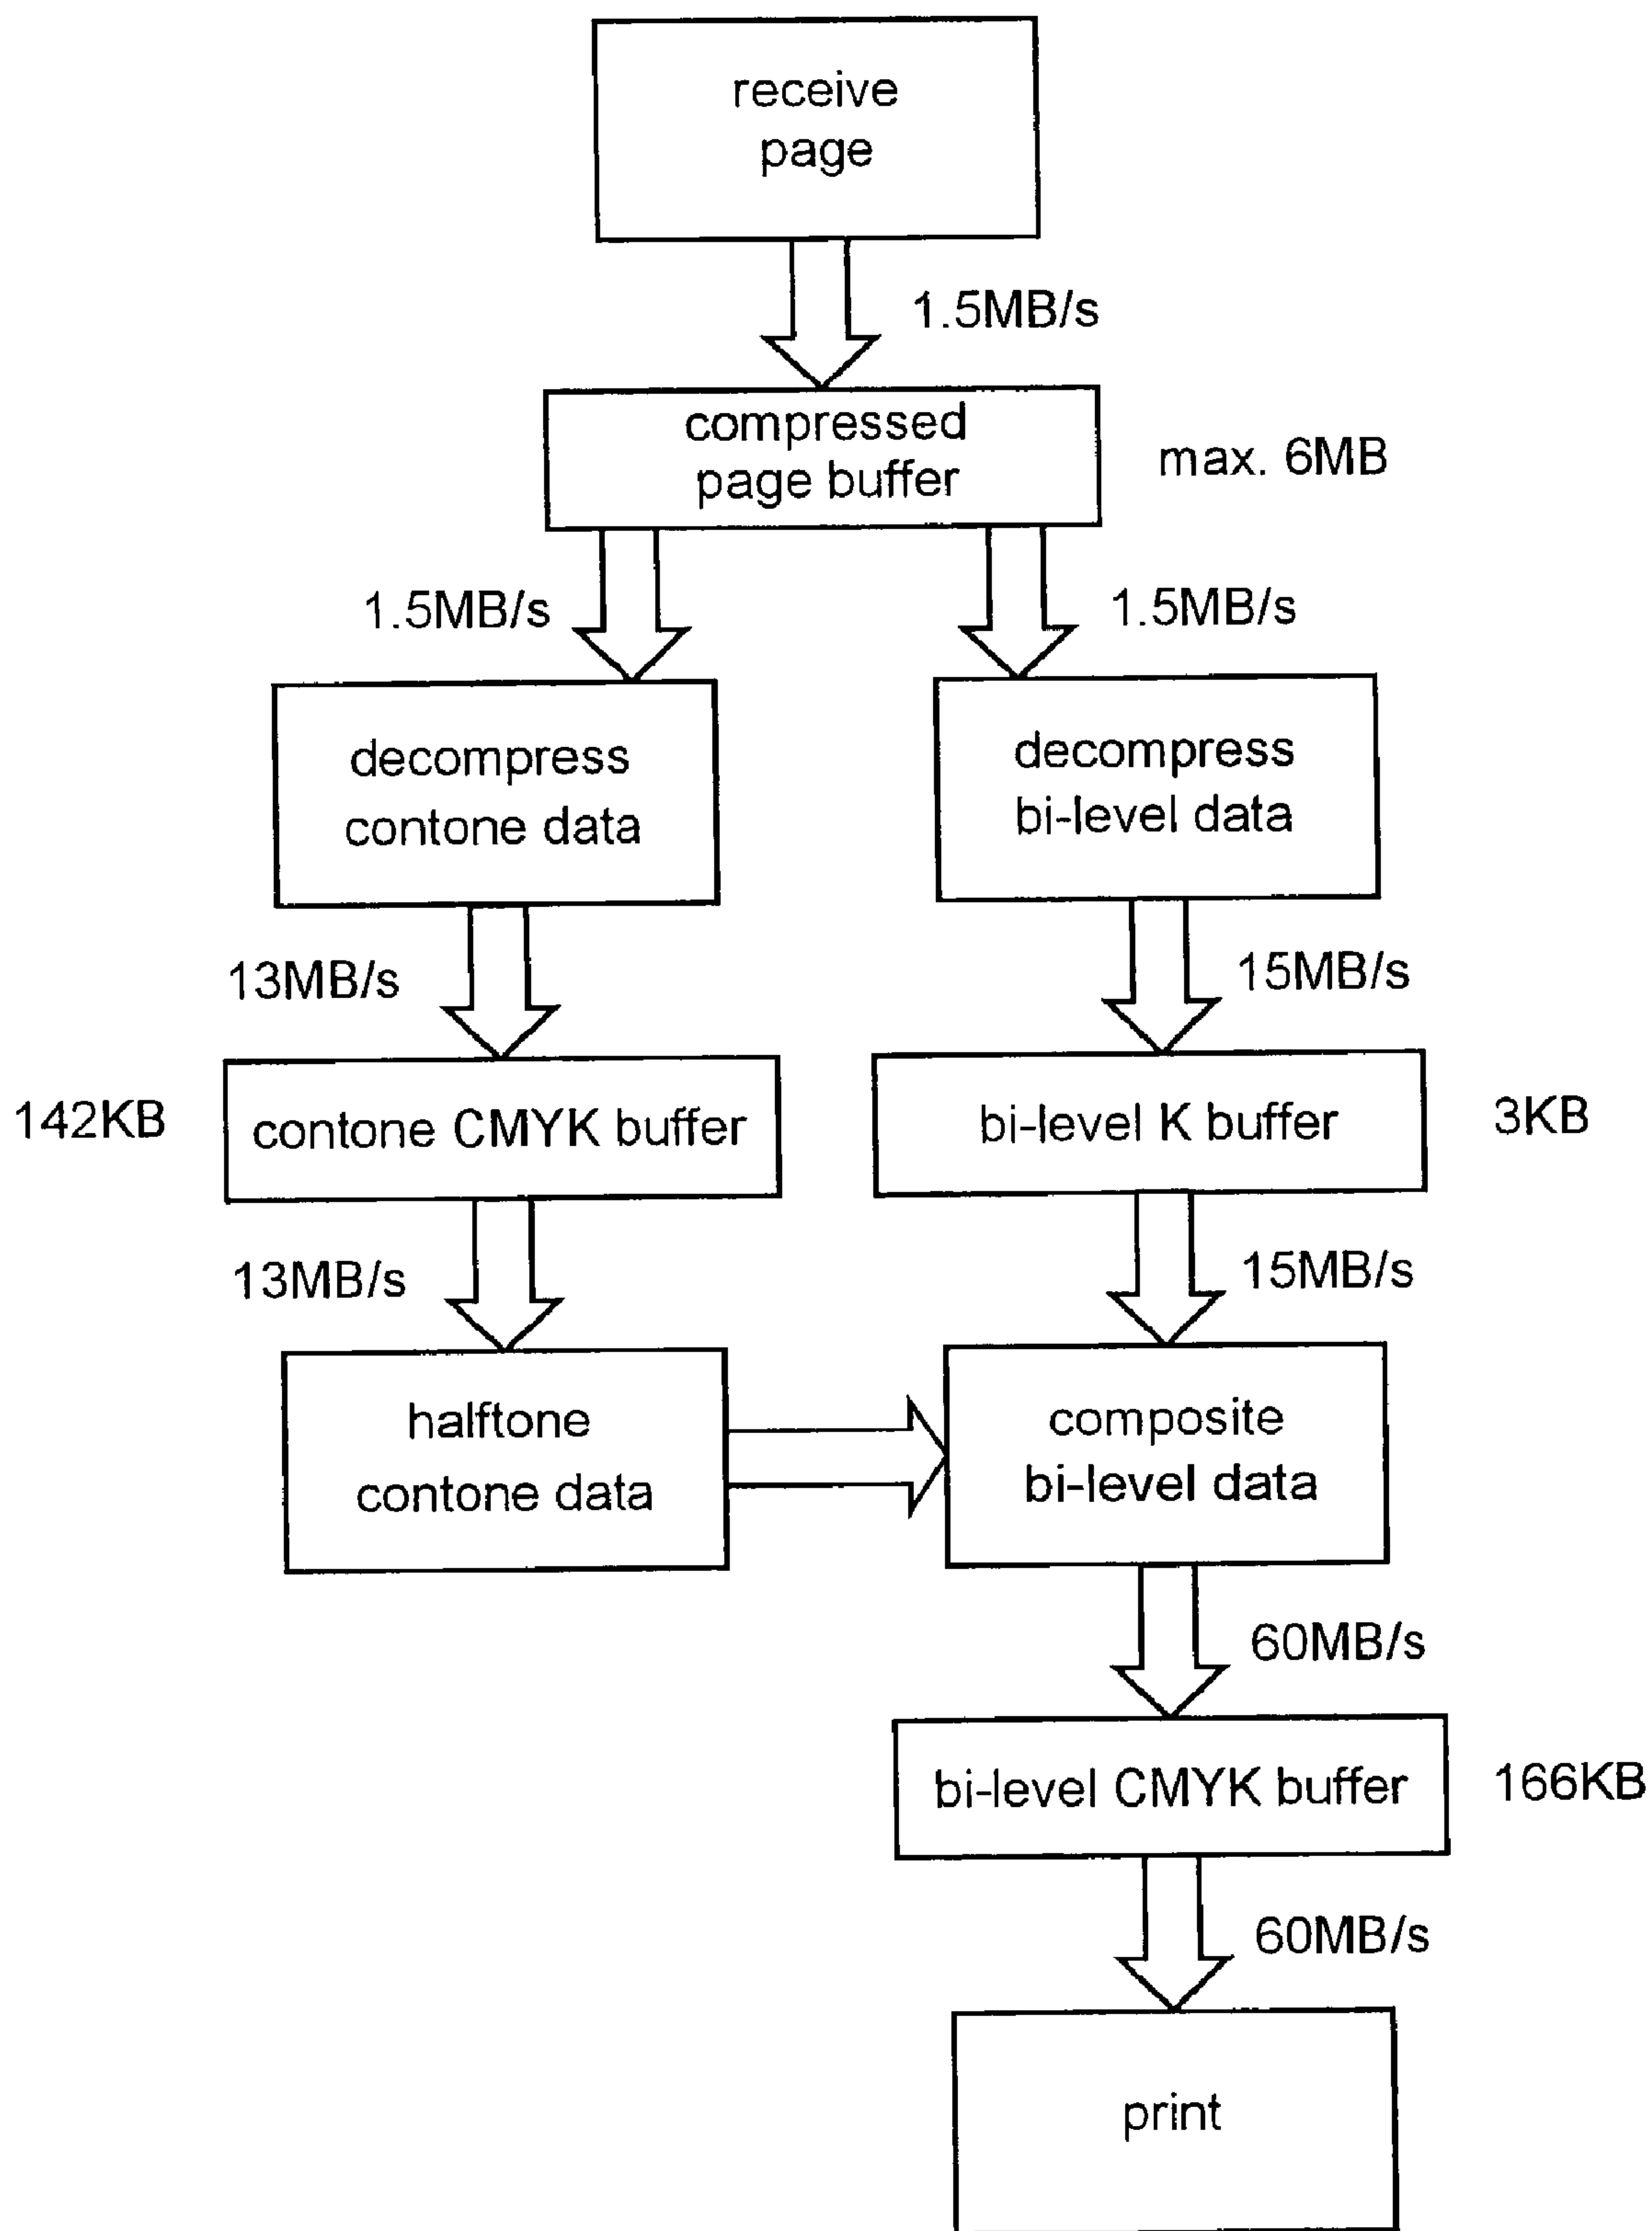 receive
page
1.5MB/s
compressed
page buffer
max. 6MB
1.5MB/s
1.5MB/s
decompress
contone data
decompress
bi-level data
13MB/s
15MB/s
142KB
contone CMYK buffer
bi-level K buffer
3KB
13MB/s
15MB/s
halftone
contone data
composite
bi-level data
60MB/s
bi-level CMYK buffer
166KB
60MB/s
print